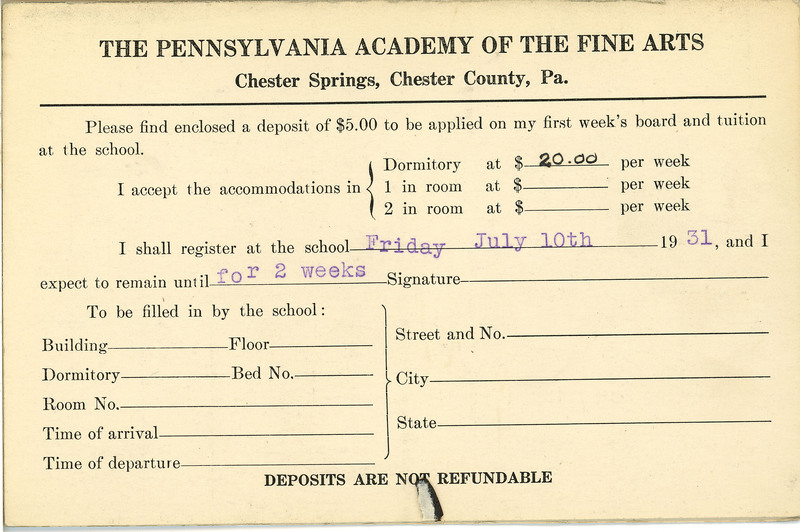 THE PENNSYLVANIA ACADEMY OF THE FINE ARTS
Chester Springs, Chester County, Pa.
Please find enclosed a deposit of $5.00 to be applied on my first week's board and tuition
at the school.
I accept the accommodations in
Dormitory at $ 20.00 per week
1 in room at $ per week
2 in room at $ per week
I shall register at the school Friday July 10th 19 31, and I
expect to remain until for 2 weeks Signature
To be filled in by the school:
Building Floor
Dormitory Bed No.
Room No.
Time of arrival
Time of departure
Street and No.
City
State
DEPOSITS ARE NOT REFUNDABLE